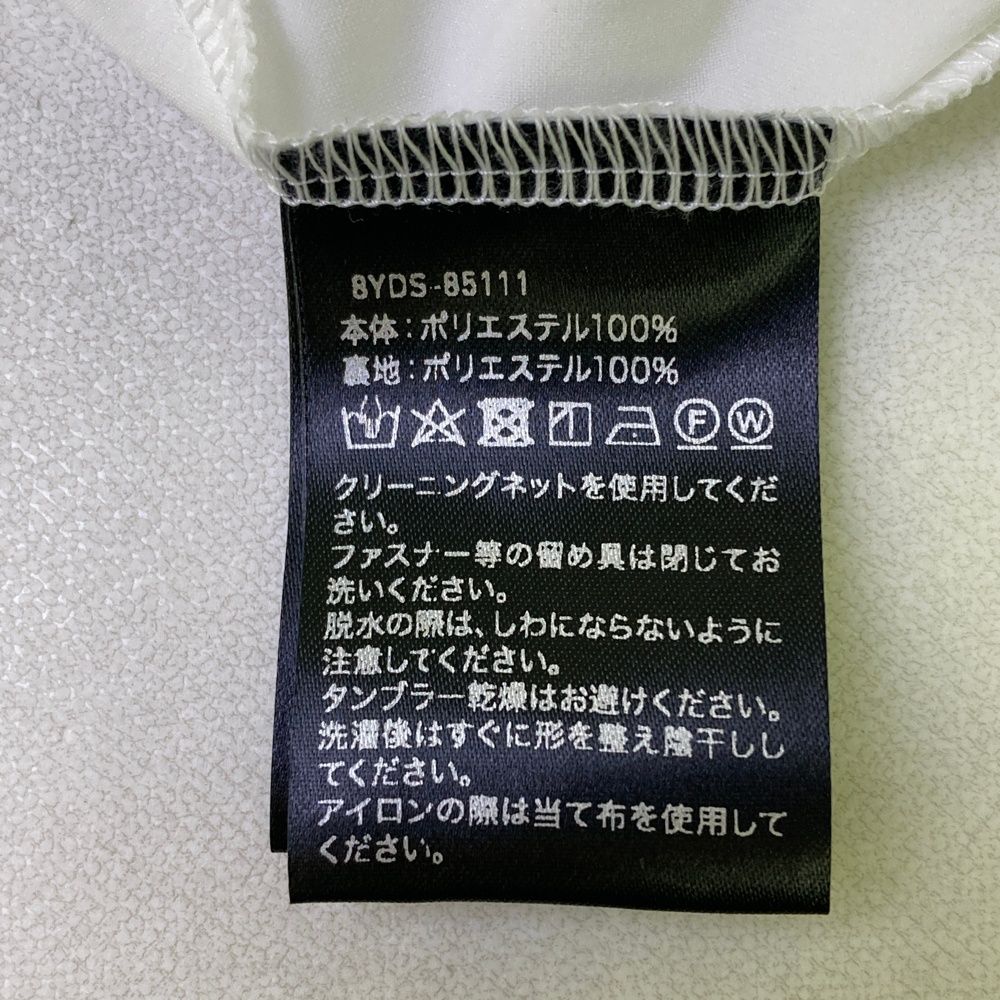 8YDS-85111
本体:ポリエステル100%
裏地:ポリエステル100%
F W
クリーニングネットを使用してくだ
さい。
ファスナー等の留め具は閉じてお
洗いください。
脱水の際は、しわにならないように
注意してください。
タンブラー乾燥はお避けください。
洗濯後はすぐに形を整え陰干しし
てください。
アイロンの際は当て布を使用して
ください。